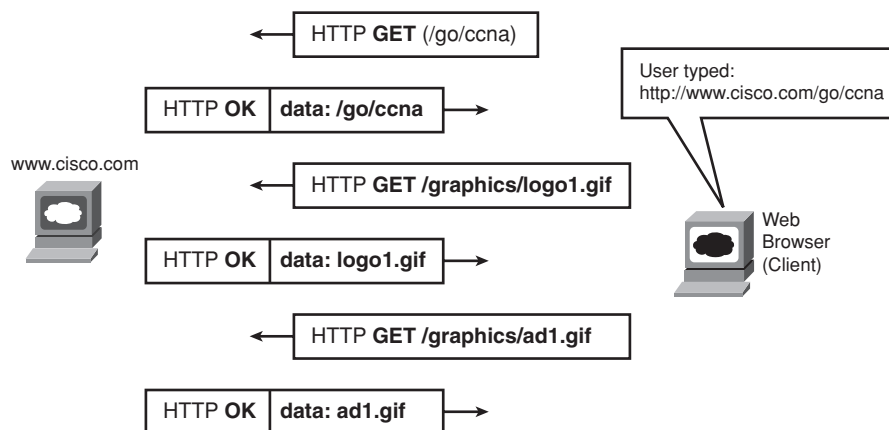 HTTP GET (/go/ccna)
User typed:
http://www.cisco.com/go/ccna
HTTP OK data: /go/ccna
www.cisco.com
HTTP GET /graphics/logo1.gif
Web
Browser
(Client)
HTTP OK data: logo1.gif
HTTP GET /graphics/ad1.gif
HTTP OK data: ad1.gif